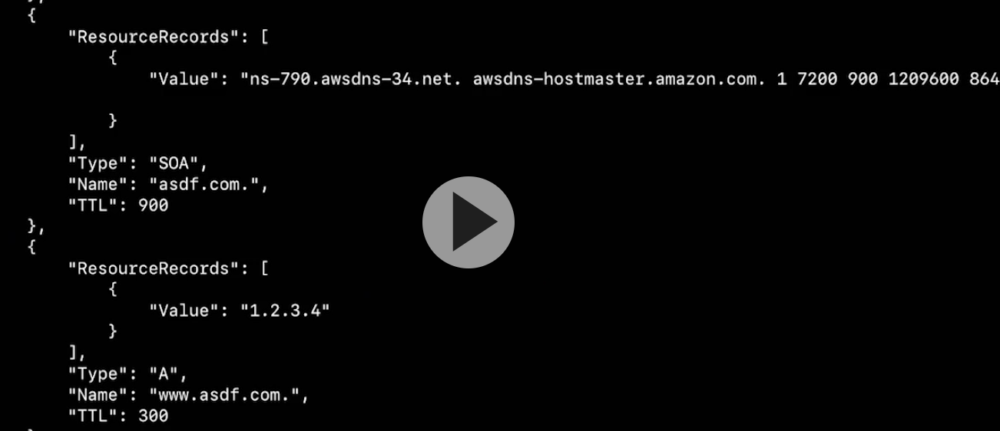 },
{
"ResourceRecords": [
{
"Value": "ns-790.awsdns-34.net. awsdns-hostmaster.amazon.com. 1 7200 900 1209600 864
}
],
"Type": "SOA",
"Name": "asdf.com.",
"TTL": 900
},
{
"ResourceRecords": [
{
"Value": "1.2.3.4"
}
],
"Type": "A",
"Name": "www.asdf.com.",
"TTL": 300